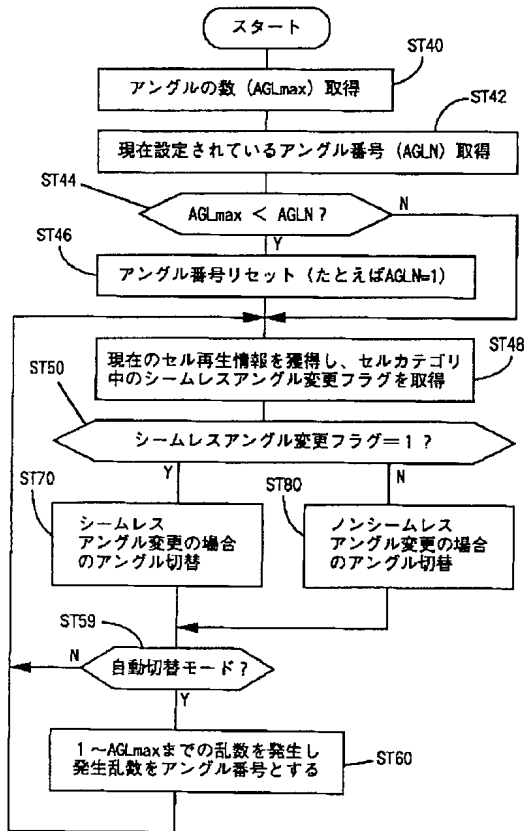 スタート
ST40
アングルの数 (AGLmax) 取得
ST42
現在設定されているアングル番号 (AGLN) 取得
ST44
AGLmax < AGLN?
N
Y
ST46
アングル番号リセット (たとえばAGLN=1)
ST48
現在のセル再生情報を獲得し、セルカテゴリ
中のシームレスアングル変更フラグを取得
ST50
シームレスアングル変更フラグ=1?
Y
N
ST70
シームレス
アングル変更の場合
のアングル切替
ST80
ノンシームレス
アングル変更の場合
のアングル切替
ST59
N
自動切替モード?
Y
1~AGLmaxまでの乱数を発生し
発生乱数をアングル番号とする
ST60